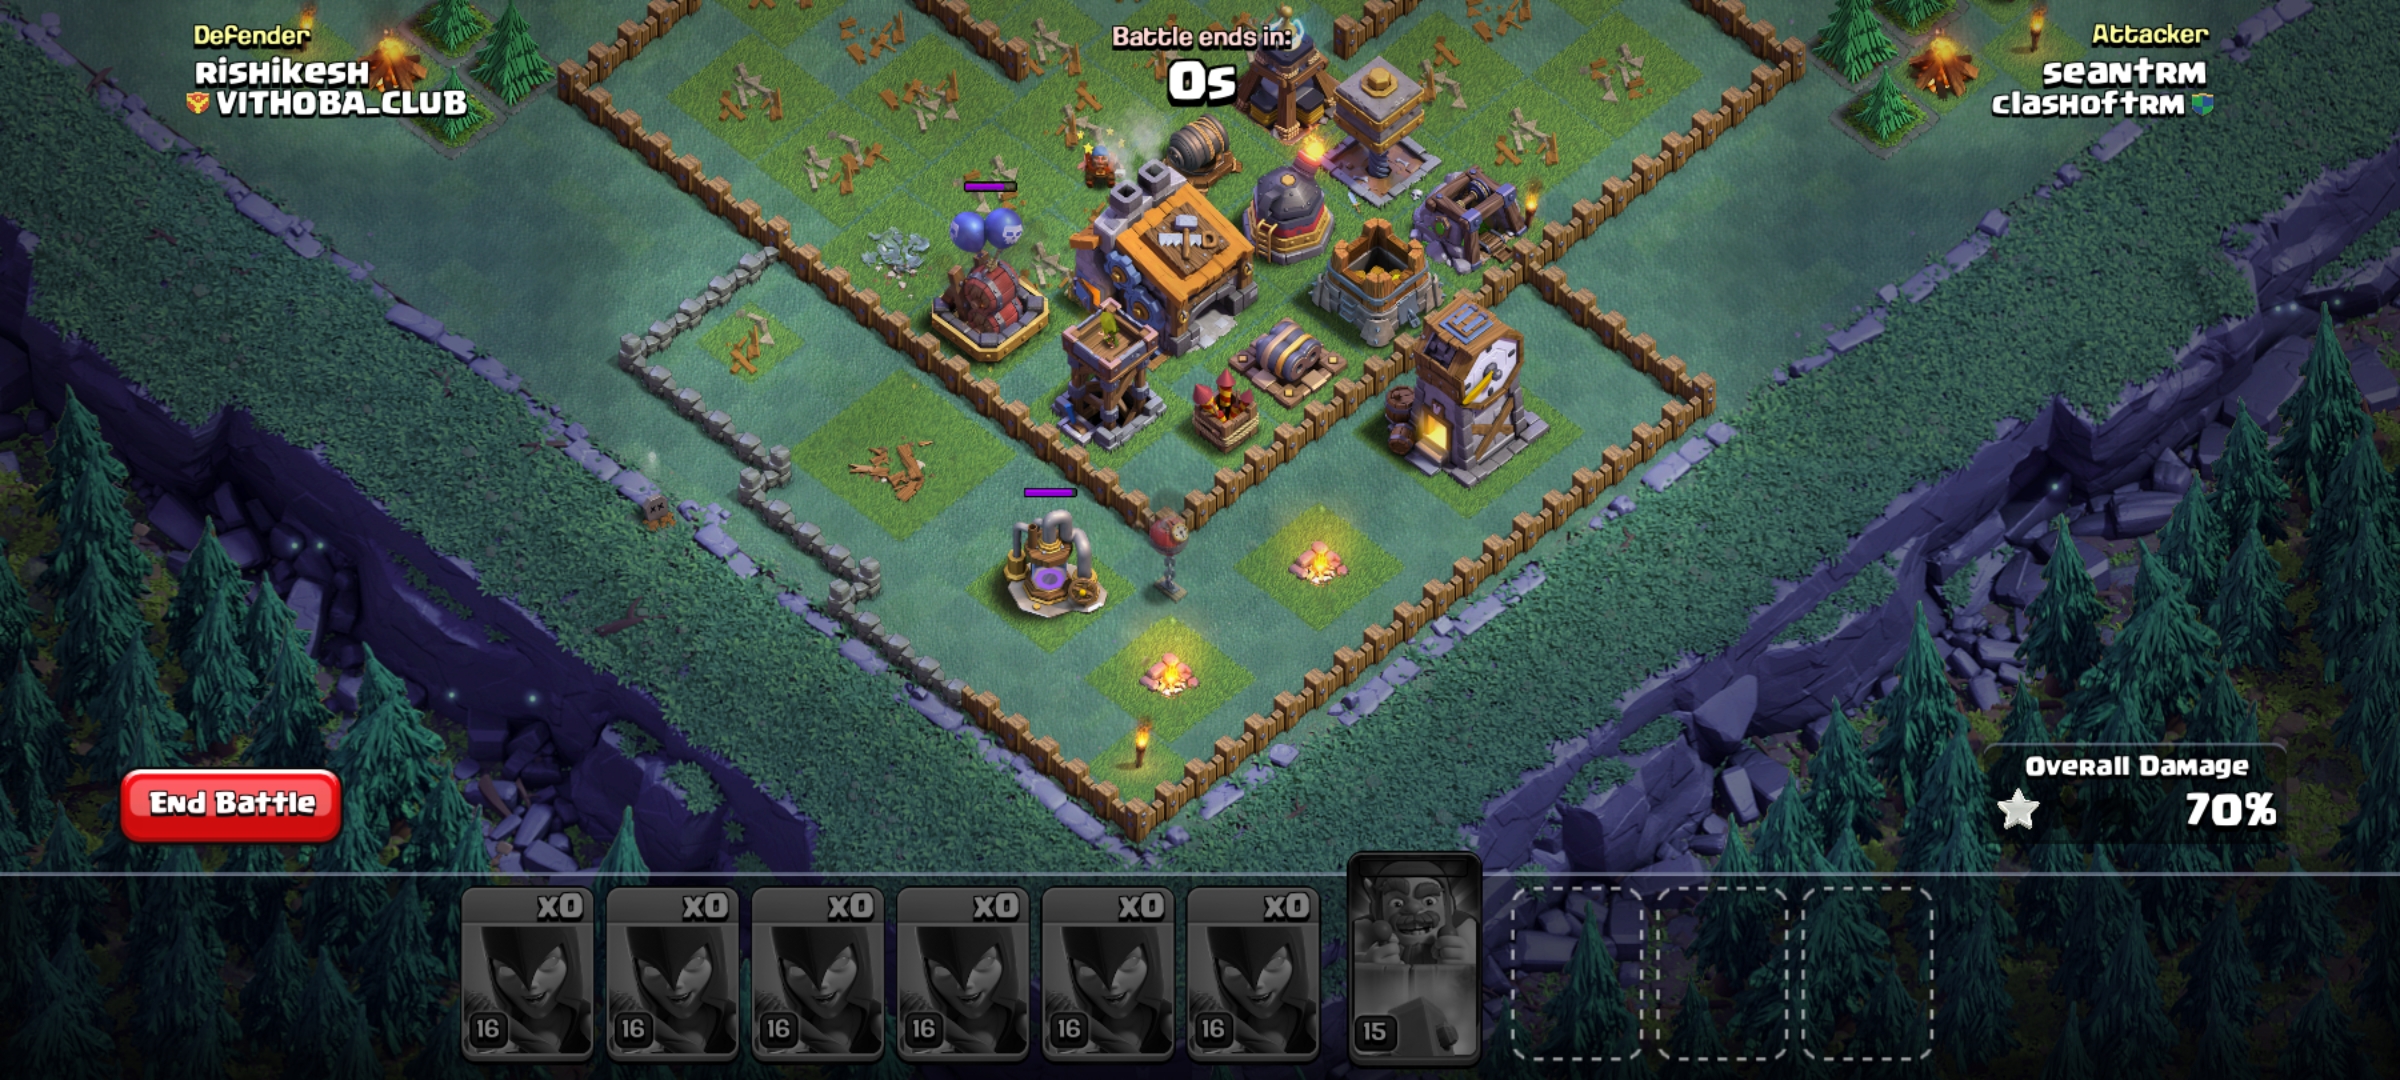 Defender
RISHIKESH
VITHOBA_CLUB
Battle ends in:
0s
Attacker
seantRM
clashoftRM
End Battle
Overall Damage
70%
x0
x0
x0
x0
x0
x0
16
16
16
16
16
16
15